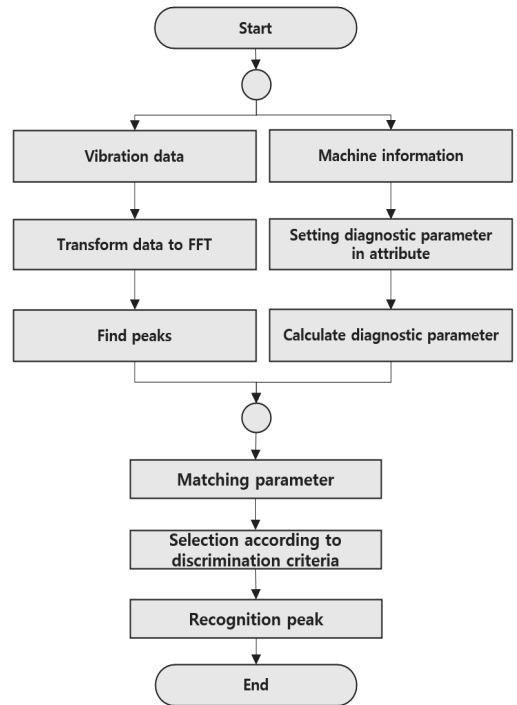 Start
Vibration data
Machine information
Transform data to FFT
Setting diagnostic parameter
in attribute
Find peaks
Calculate diagnostic parameter
Matching parameter
Selection according to
discrimination criteria
Recognition peak
End